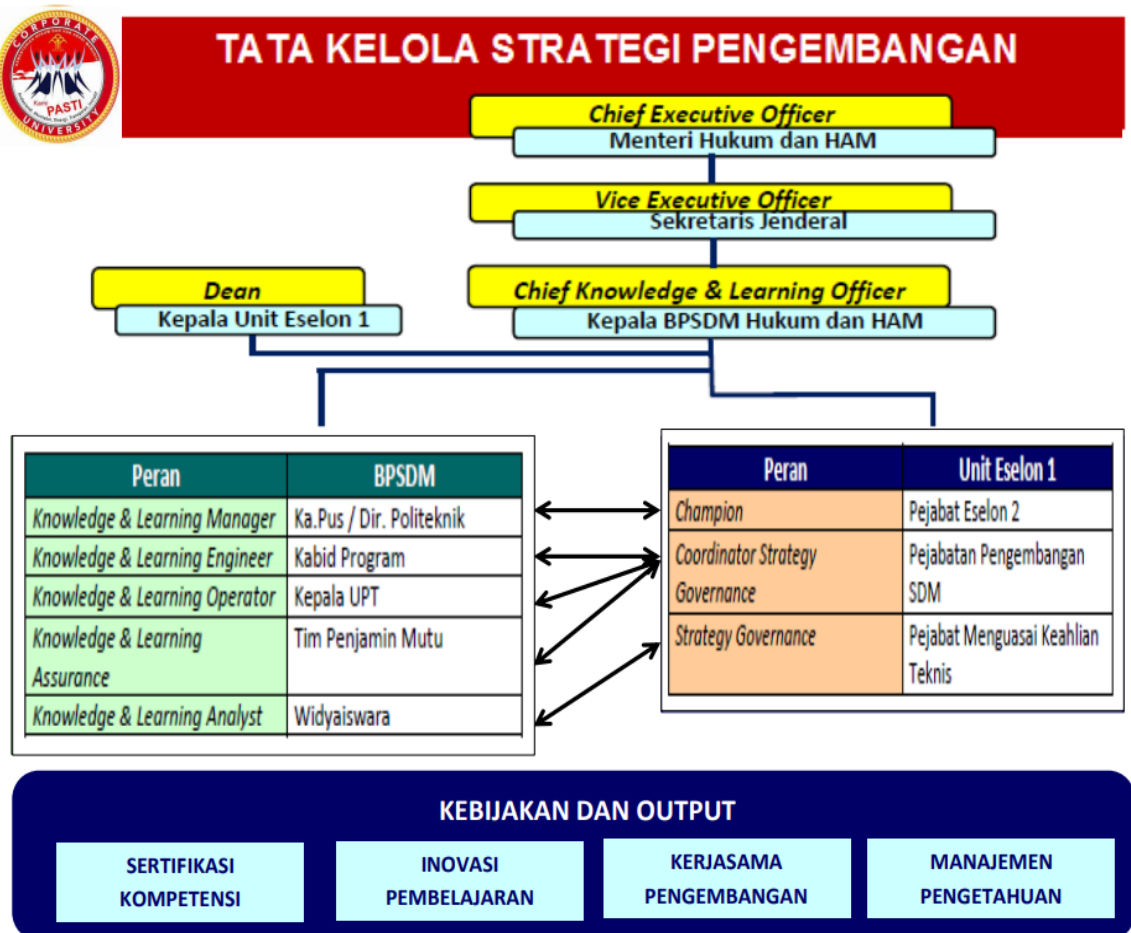 CORPORATE
Kami
PASTI
UNIVERSITY
TATA KELOLA STRATEGI PENGEMBANGAN
Chief Executive Officer
Menteri Hukum dan HAM
Vice Executive Officer
Sekretaris Jenderal
Dean
Kepala Unit Eselon 1
Chief Knowledge & Learning Officer
Kepala BPSDM Hukum dan HAM
Peran BPSDM
Knowledge & Learning Manager Ka.Pus / Dir. Politeknik
Knowledge & Learning Engineer Kabid Program
Knowledge & Learning Operator Kepala UPT
Knowledge & Learning Tim Penjamin Mutu
Assurance
Knowledge & Learning Analyst Widyaiswara
Peran Unit Eselon 1
Champion Pejabat Eselon 2
Coordinator Strategy Pejabatan Pengembangan
Governance SDM
Strategy Governance Pejabat Menguasai Keahlian
Teknis
KEBIJAKAN DAN OUTPUT
SERTIFIKASI
KOMPETENSI
INOVASI
PEMBELAJARAN
KERJASAMA
PENGEMBANGAN
MANAJEMEN
PENGETAHUAN